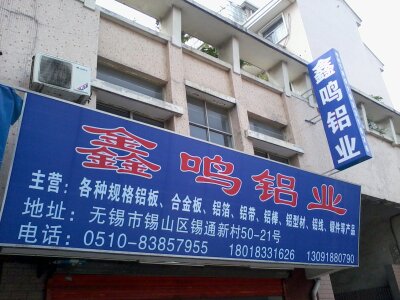 鑫鸣铝业
主营：各种规格铝板、合金板、铝箔、铝带、铝棒、铝型材、铝线、锻件等产品
地址：无锡市锡山区锡通新村50-21号
电话：0510-83857955 18018331626 13091880790
鑫鸣铝业